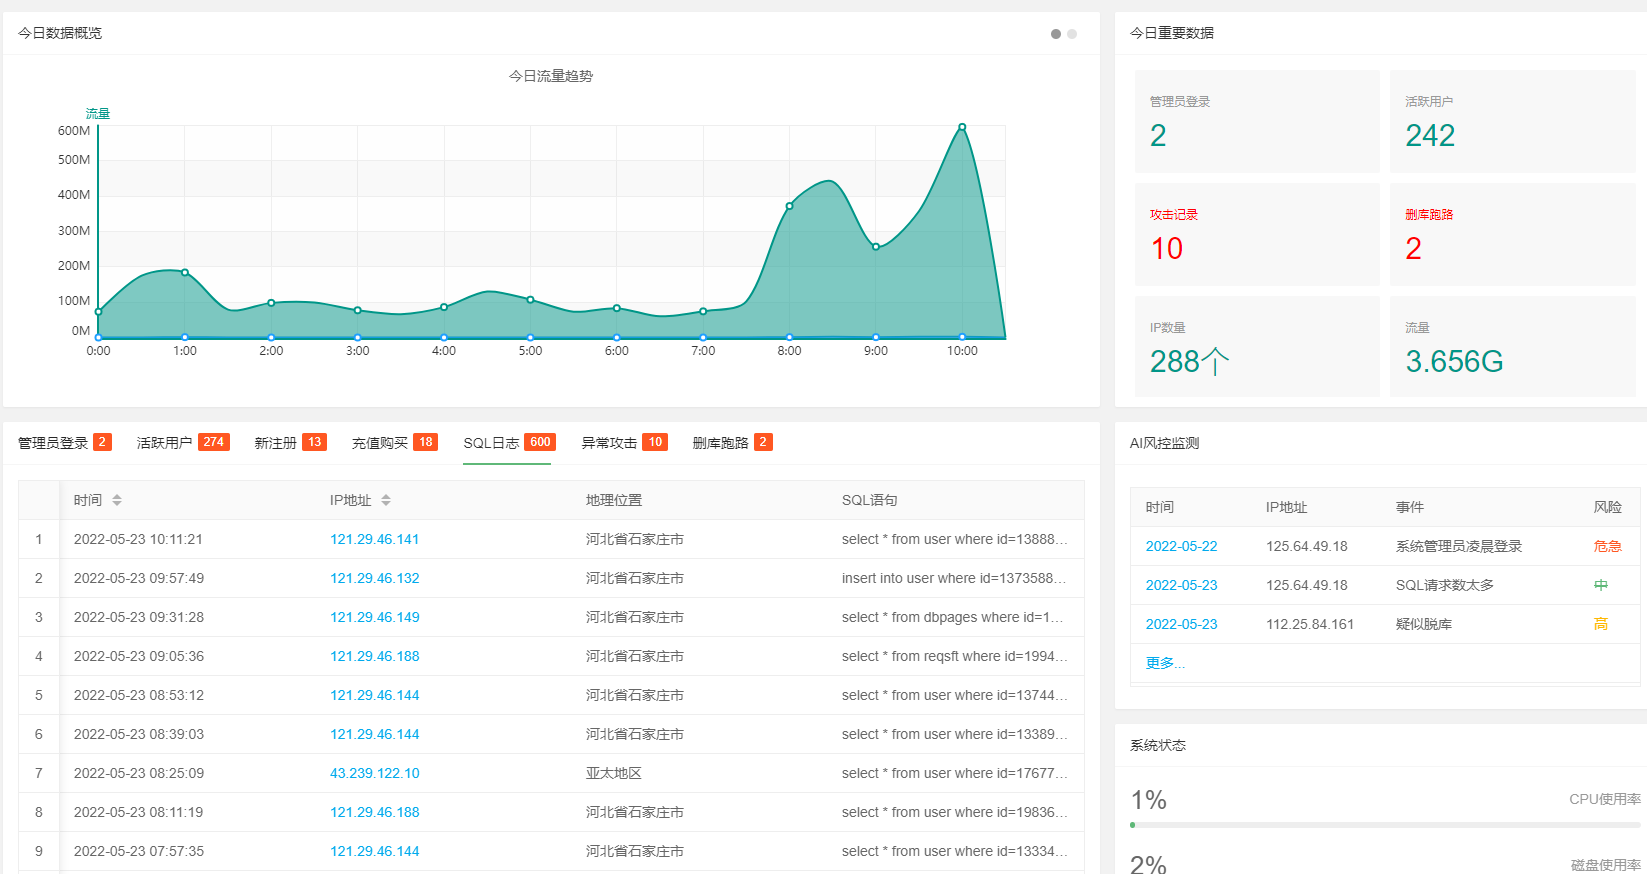 今日数据概览
今日流量趋势
流量
600M
500M
400M
300M
200M
100M
0M
0:00 1:00 2:00 3:00 4:00 5:00 6:00 7:00 8:00 9:00 10:00
今日重要数据
管理员登录
2
活跃用户
242
攻击记录
10
删库跑路
2
IP数量
288个
流量
3.656G
管理员登录 2 活跃用户 274 新注册 13 充值购买 18 SQL日志 600 异常攻击 10 删库跑路 2
时间 IP地址 地理位置 SQL语句
1 2022-05-23 10:11:21 121.29.46.141 河北省石家庄市 select * from user where id=13888...
2 2022-05-23 09:57:49 121.29.46.132 河北省石家庄市 insert into user where id=1373588...
3 2022-05-23 09:31:28 121.29.46.149 河北省石家庄市 select * from dbpages where id=1...
4 2022-05-23 09:05:36 121.29.46.188 河北省石家庄市 select * from reqsft where id=1994...
5 2022-05-23 08:53:12 121.29.46.144 河北省石家庄市 select * from user where id=13744...
6 2022-05-23 08:39:03 121.29.46.144 河北省石家庄市 select * from user where id=13389...
7 2022-05-23 08:25:09 43.239.122.10 亚太地区 select * from user where id=17677...
8 2022-05-23 08:11:19 121.29.46.188 河北省石家庄市 select * from user where id=19836...
9 2022-05-23 07:57:35 121.29.46.144 河北省石家庄市 select * from user where id=13334...
AI风控监测
时间 IP地址 事件 风险
2022-05-22 125.64.49.18 系统管理员凌晨登录 危急
2022-05-23 125.64.49.18 SQL请求数太多 中
2022-05-23 112.25.84.161 疑似脱库 高
更多...
系统状态
1% CPU使用率
2% 磁盘使用率